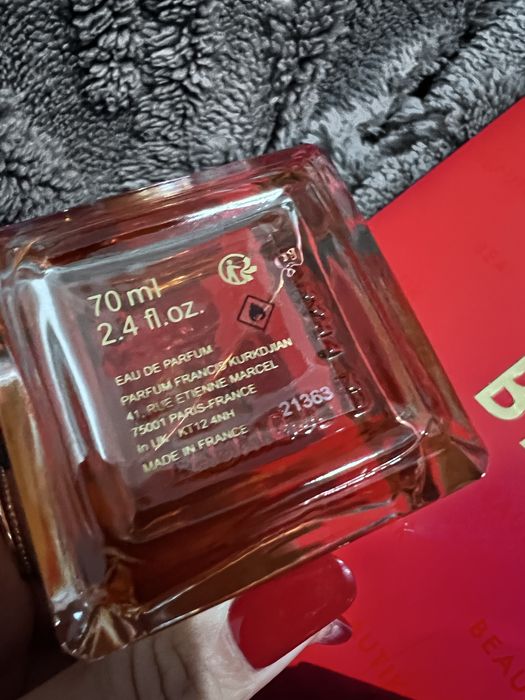 70 ml
2.4 fl.oz.
EAU DE PARFUM
PARFUM FRANCIS KURKDJIAN
41, RUE ETIENNE MARCEL
75001 PARIS-FRANCE
in UK KT12 4NH
MADE IN FRANCE
21363
B
BEAU